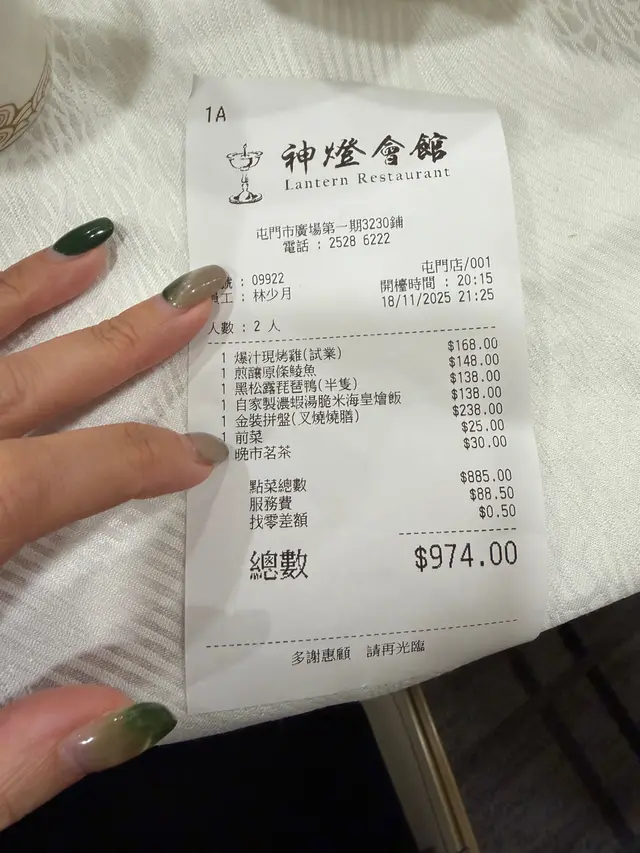 1A
神燈會館
Lantern Restaurant
屯門市廣場第一期3230鋪
電話 : 2528 6222
屯門店/001
號 : 09922 開檯時間 : 20:15
員工 : 林少月 18/11/2025 21:25
人數 : 2 人
1 爆汁現烤雞(試業) $168.00
1 煎讓原條鯪魚 $148.00
1 黑松露琵琶鴨(半隻) $138.00
1 自家製濃蝦湯脆米海皇燴飯 $138.00
1 金裝拼盤(叉燒燒腩) $238.00
1 前菜 $25.00
晚市茗茶 $30.00
點菜總數 $885.00
服務費 $88.50
找零差額 $0.50
總數 $974.00
多謝惠顧 請再光臨